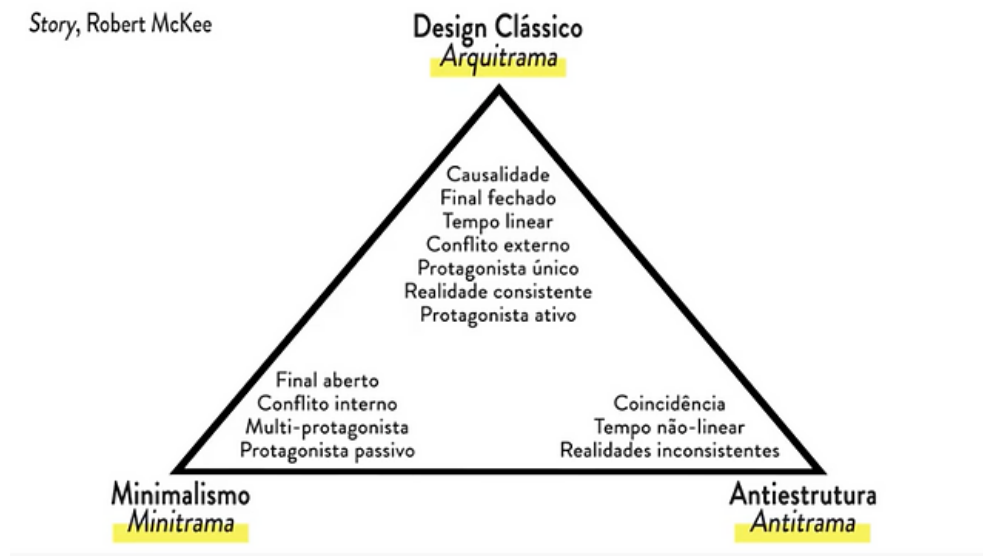 Story, Robert McKee
Design Clássico
Arquitrama
Causalidade
Final fechado
Tempo linear
Conflito externo
Protagonista único
Realidade consistente
Protagonista ativo
Final aberto
Conflito interno
Multi-protagonista
Protagonista passivo
Coincidência
Tempo não-linear
Realidades inconsistentes
Minimalismo
Minitrama
Antiestrutura
Antitrama